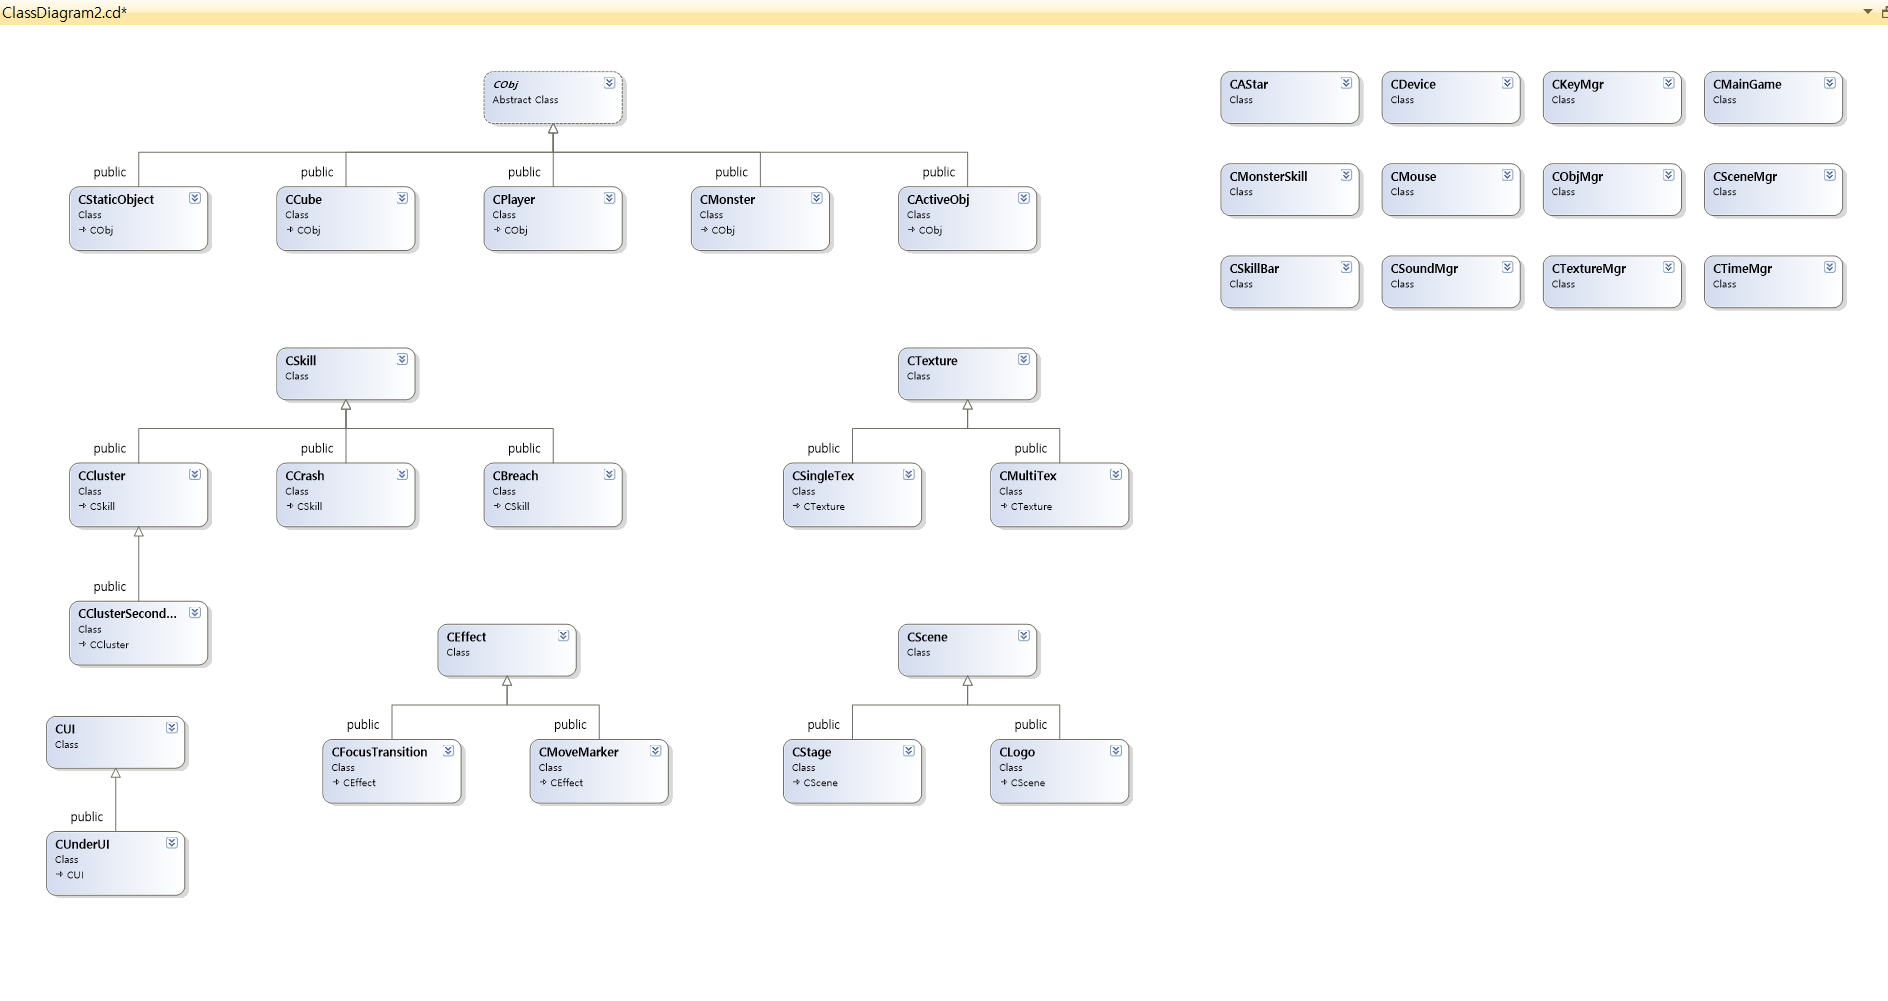 ClassDiagram2.cd*
CObj
Abstract Class
public
CStaticObject
Class
CObj
public
CCube
Class
CObj
public
CPlayer
Class
CObj
public
CMonster
Class
CObj
public
CActiveObj
Class
CObj
CAStar
Class
CDevice
Class
CKeyMgr
Class
CMainGame
Class
CMonsterSkill
Class
CMouse
Class
CObjMgr
Class
CSceneMgr
Class
CSkillBar
Class
CSoundMgr
Class
CTextureMgr
Class
CTimeMgr
Class
CSkill
Class
public
CCluster
Class
CSkill
public
CCrash
Class
CSkill
public
CBreach
Class
CSkill
public
CClusterSecond...
Class
CCluster
CTexture
Class
public
CSingleTex
Class
CTexture
public
CMultiTex
Class
CTexture
CEffect
Class
public
CFocusTransition
Class
CEffect
public
CMoveMarker
Class
CEffect
CScene
Class
public
CStage
Class
CScene
public
CLogo
Class
CScene
CUI
Class
public
CUnderUI
Class
CUI